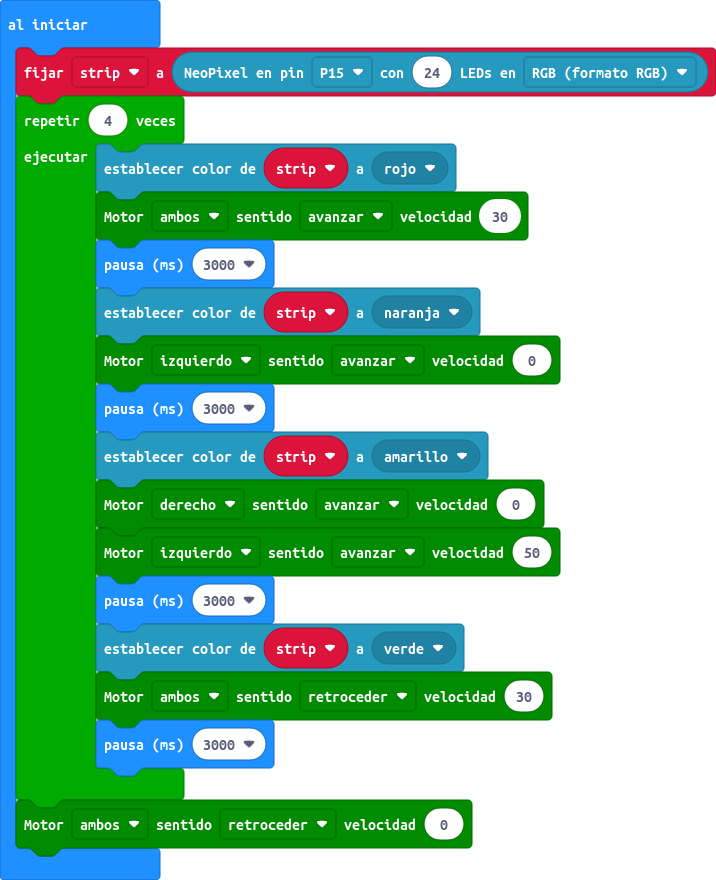 al iniciar
fijar strip a NeoPixel en pin P15 con 24 LEDs en RGB (formato RGB)
repetir 4 veces
ejecutar
establecer color de strip a rojo
Motor ambos sentido avanzar velocidad 30
pausa (ms) 3000
establecer color de strip a naranja
Motor izquierdo sentido avanzar velocidad 0
pausa (ms) 3000
establecer color de strip a amarillo
Motor derecho sentido avanzar velocidad 0
Motor izquierdo sentido avanzar velocidad 50
pausa (ms) 3000
establecer color de strip a verde
Motor ambos sentido retroceder velocidad 30
pausa (ms) 3000
Motor ambos sentido retroceder velocidad 0